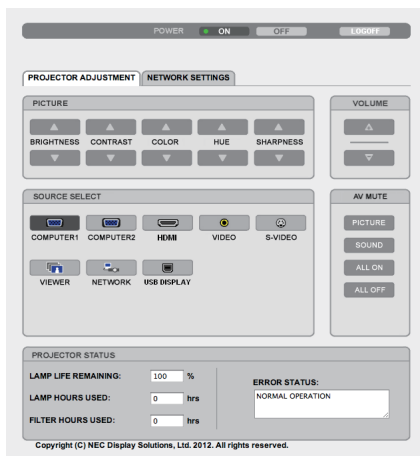 POWER ON OFF LOGOFF
PROJECTOR ADJUSTMENT NETWORK SETTINGS
PICTURE
BRIGHTNESS CONTRAST COLOR HUE SHARPNESS
VOLUME
SOURCE SELECT
COMPUTER1 COMPUTER2 HDMI VIDEO S-VIDEO
VIEWER NETWORK USB DISPLAY
AV MUTE
PICTURE
SOUND
ALL ON
ALL OFF
PROJECTOR STATUS
LAMP LIFE REMAINING: 100 %
LAMP HOURS USED: 0 hrs
FILTER HOURS USED: 0 hrs
ERROR STATUS:
NORMAL OPERATION
Copyright (C) NEC Display Solutions, Ltd. 2012. All rights reserved.